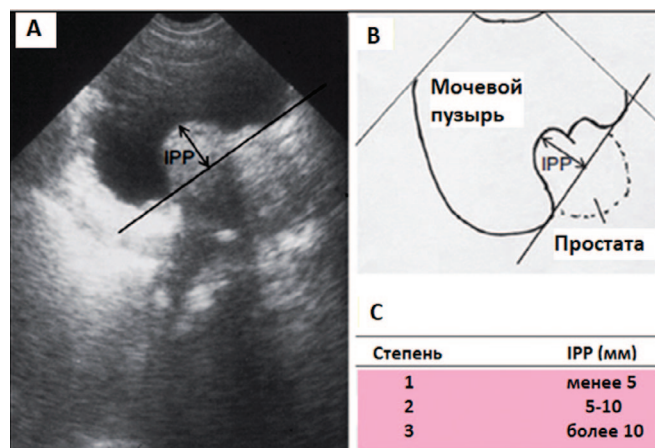 A
IPP
B
Мочевой
пузырь
IPP
Простата
C
Степень IPP (мм)
1 менее 5
2 5-10
3 более 10